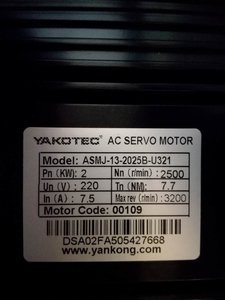 YAKOTEC AC SERVO MOTOR
Model: ASMJ-13-2025B-U321
Pn (KW): 2 Nn (r/min): 2500
Un (V): 220 Tn (NM): 7.7
In (A): 7.5 Max rev (r/min): 3200
Motor Code: 00109
DSA02FA505427668
www.yankong.com